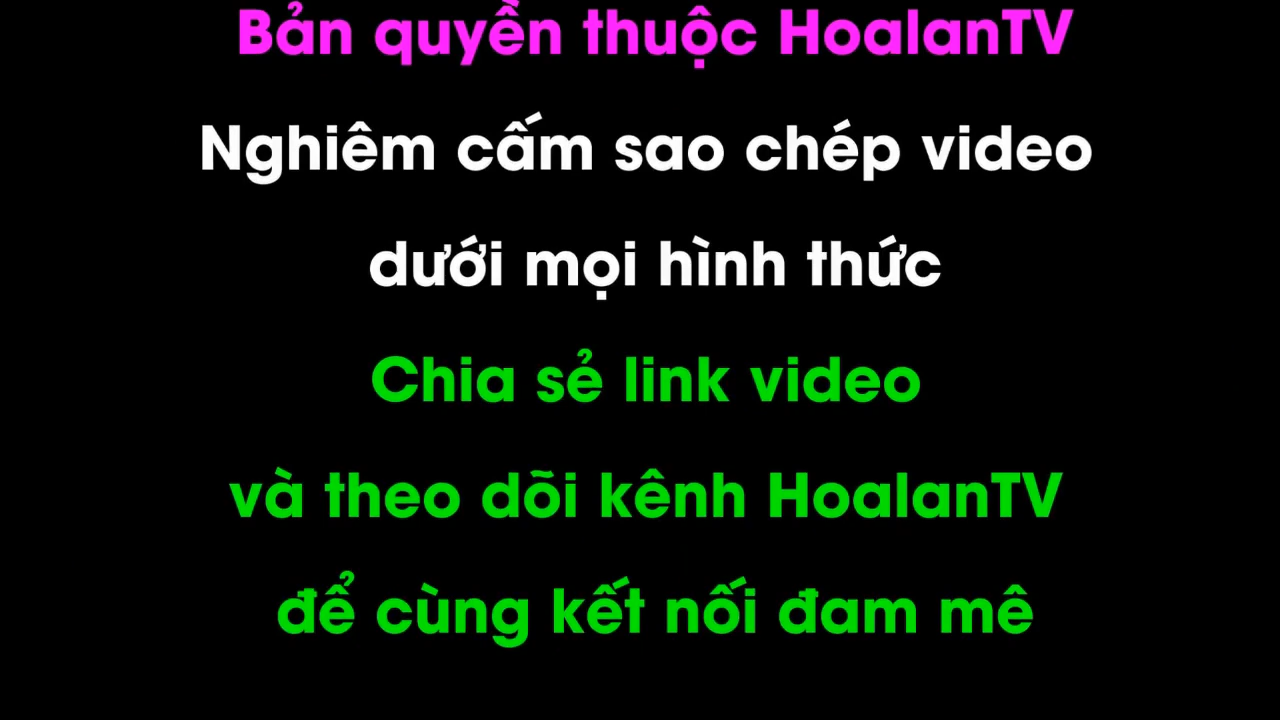 Bản quyền thuộc HoalanTV
Nghiêm cấm sao chép video
dưới mọi hình thức
Chia sẻ link video
và theo dõi kênh HoalanTV
để cùng kết nối đam mê